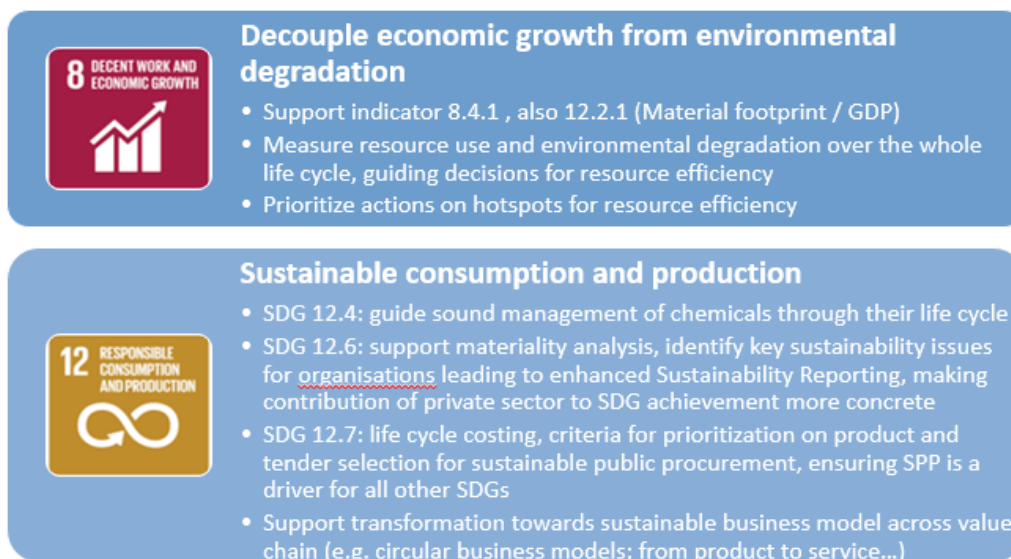 8 DECENT WORK AND
ECONOMIC GROWTH
Decouple economic growth from environmental
degradation
• Support indicator 8.4.1 , also 12.2.1 (Material footprint / GDP)
• Measure resource use and environmental degradation over the whole
life cycle, guiding decisions for resource efficiency
• Prioritize actions on hotspots for resource efficiency
12 RESPONSIBLE
CONSUMPTION
AND PRODUCTION
Sustainable consumption and production
• SDG 12.4: guide sound management of chemicals through their life cycle
• SDG 12.6: support materiality analysis, identify key sustainability issues
for organisations leading to enhanced Sustainability Reporting, making
contribution of private sector to SDG achievement more concrete
• SDG 12.7: life cycle costing, criteria for prioritization on product and
tender selection for sustainable public procurement, ensuring SPP is a
driver for all other SDGs
• Support transformation towards sustainable business model across value
chain (e.g. circular business models: from product to service...)